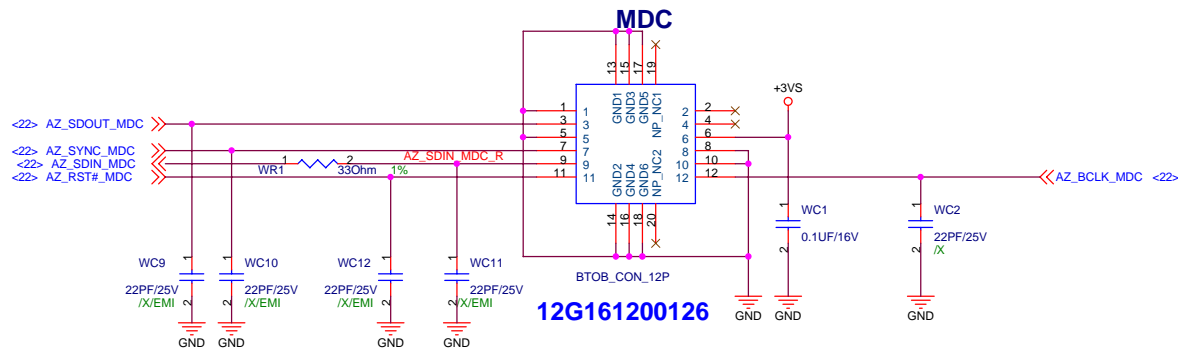 MDC
13
15
17
19
GND1
GND3
GND5
NP_NC1
+3VS
1
1
2
2
<22> AZ_SDOUT_MDC
3
3
4
4
5
5
6
6
<22> AZ_SYNC_MDC
7
7
8
8
<22> AZ_SDIN_MDC
1
2
AZ_SDIN_MDC_R
9
9
10
10
WR1
33Ohm
1%
<22> AZ_RST#_MDC
11
11
12
12
AZ_BCLK_MDC <22>
GND2
GND4
GND6
NP_NC2
14
16
18
20
1
WC1
0.1UF/16V
2
GND
1
WC2
22PF/25V
/X
2
GND
GND
BTOB_CON_12P
12G161200126
1
WC9
22PF/25V
/X/EMI
2
GND
1
WC10
22PF/25V
/X/EMI
2
GND
1
WC12
22PF/25V
/X/EMI
2
GND
1
WC11
22PF/25V
/X/EMI
2
GND